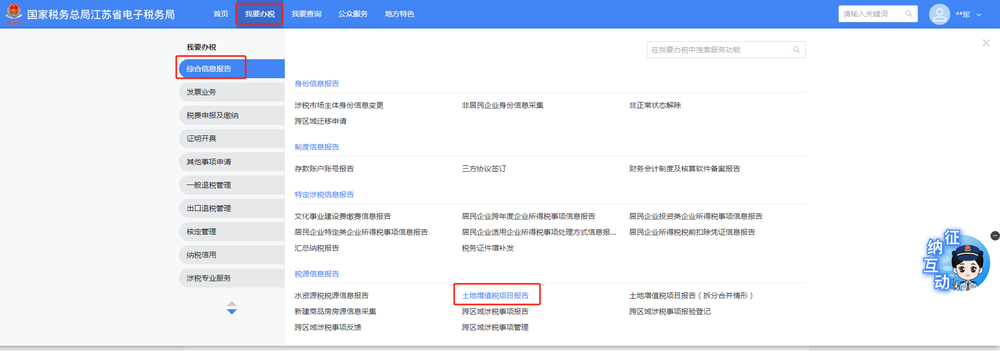 国家税务总局江苏省电子税务局 首页 我要办税 我要查询 公众服务 地方特色 请输入关键词 **军
我要办税
综合信息报告
发票业务
税费申报及缴纳
证明开具
其他事项申请
一般退税管理
出口退税管理
核定管理
纳税信用
涉税专业服务
在我要办税中搜索服务功能
身份信息报告
涉税市场主体身份信息变更 非居民企业身份信息采集 非正常状态解除
跨区域迁移申请
制度信息报告
存款账户账号报告 三方协议签订 财务会计制度及核算软件备案报告
特定涉税信息报告
文化事业建设费缴费信息报告 居民企业跨年度企业所得税事项信息报告 居民企业投资类企业所得税事项信息报告
居民企业特定类企业所得税事项信息报告 居民企业适用企业所得税事项处理方式信息报... 居民企业所得税税前扣除凭证信息报告
汇总纳税报告 税务证件增补发
税源信息报告
水资源税税源信息报告 土地增值税项目报告 土地增值税项目报告（拆分合并情形）
新建商品房房源信息采集 跨区域涉税事项报告 跨区域涉税事项报验登记
跨区域涉税事项反馈 跨区域涉税事项管理
征纳互动